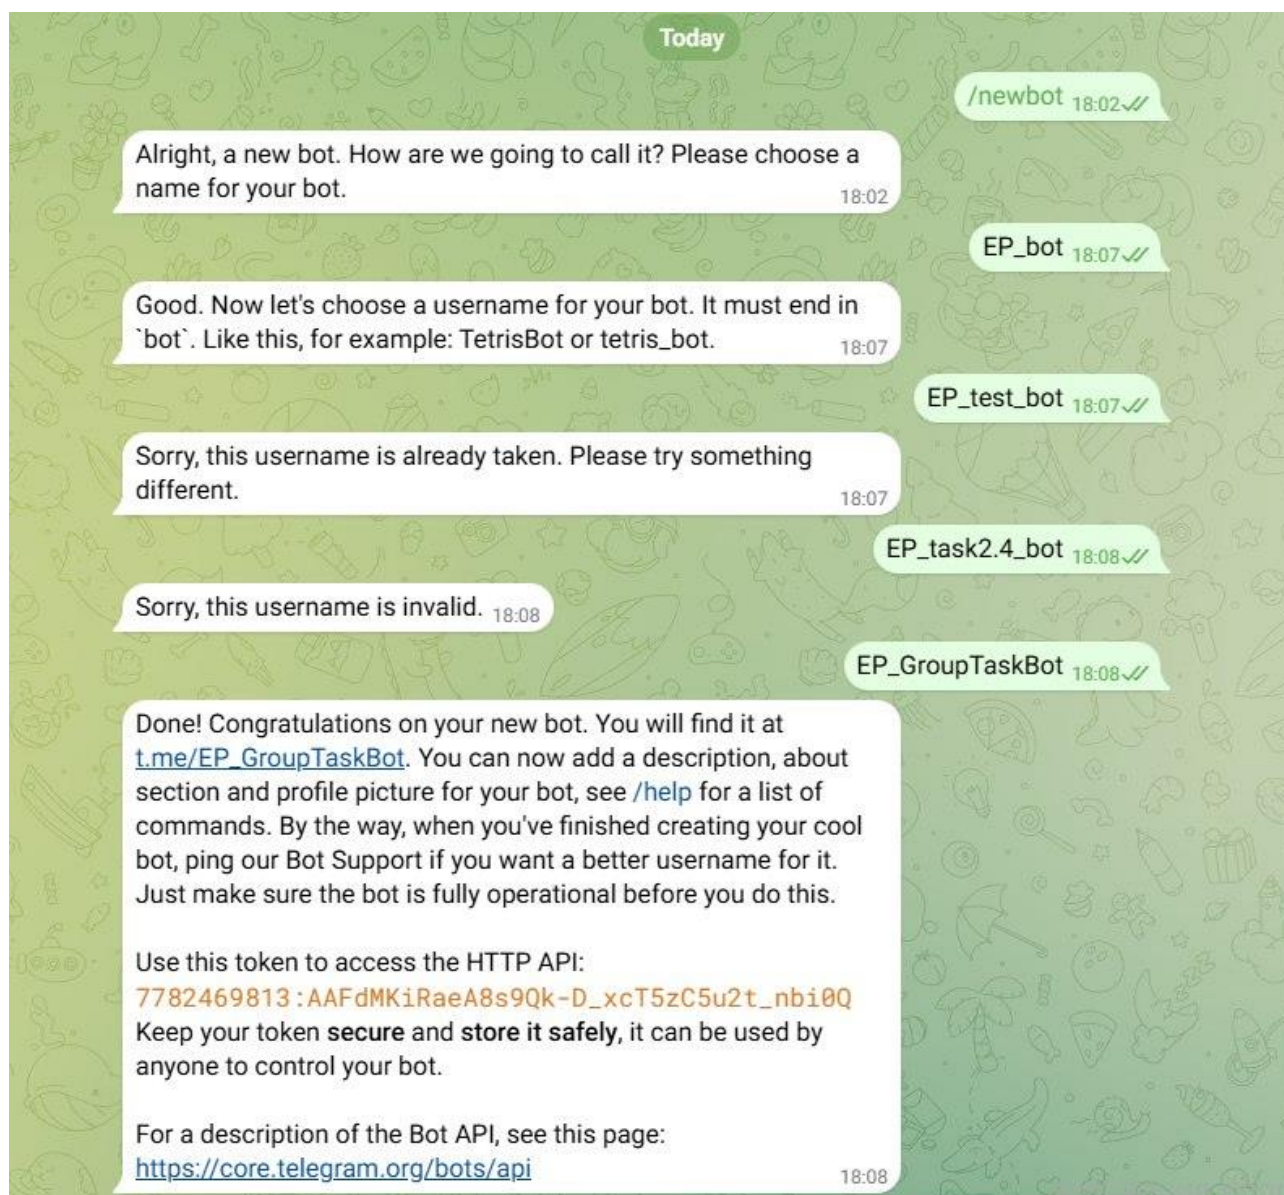 Today
/newbot 18:02
Alright, a new bot. How are we going to call it? Please choose a
name for your bot.
18:02
EP_bot 18:07
Good. Now let's choose a username for your bot. It must end in
`bot`. Like this, for example: TetrisBot or tetris_bot.
18:07
EP_test_bot 18:07
Sorry, this username is already taken. Please try something
different.
18:07
EP_task2.4_bot 18:08
Sorry, this username is invalid. 18:08
EP_GroupTaskBot 18:08
Done! Congratulations on your new bot. You will find it at
t.me/EP_GroupTaskBot. You can now add a description, about
section and profile picture for your bot, see /help for a list of
commands. By the way, when you've finished creating your cool
bot, ping our Bot Support if you want a better username for it.
Just make sure the bot is fully operational before you do this.
Use this token to access the HTTP API:
7782469813:AAFdMKiRaeA8s9Qk-D_xcT5zC5u2t_nbi0Q
Keep your token secure and store it safely, it can be used by
anyone to control your bot.
For a description of the Bot API, see this page:
https://core.telegram.org/bots/api
18:08